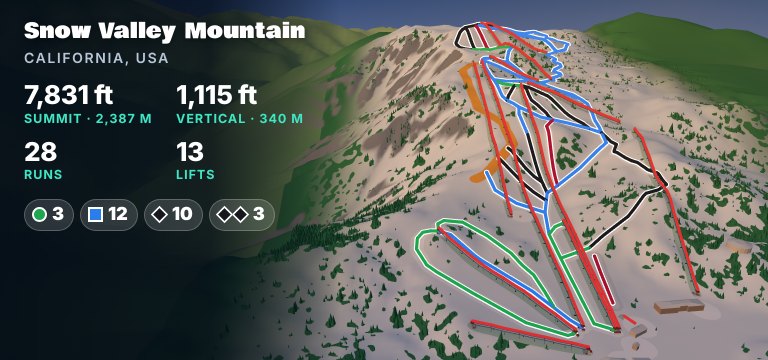 Snow Valley Mountain
CALIFORNIA, USA
7,831 ft 1,115 ft
SUMMIT · 2,387 M VERTICAL · 340 M
28 13
RUNS LIFTS
3 12 10 3